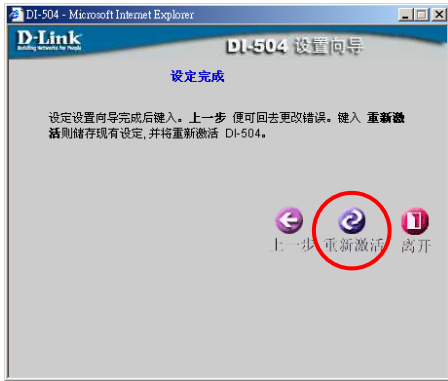 DI-504 - Microsoft Internet Explorer
D-Link
Building Networks for People
DI-504 设置向导
设定完成
设定设置向导完成后键入。上一步 便可回去更改错误。键入 重新激
活则储存现有设定,并将重新激活 DI-504。
上一步 重新激活 离开